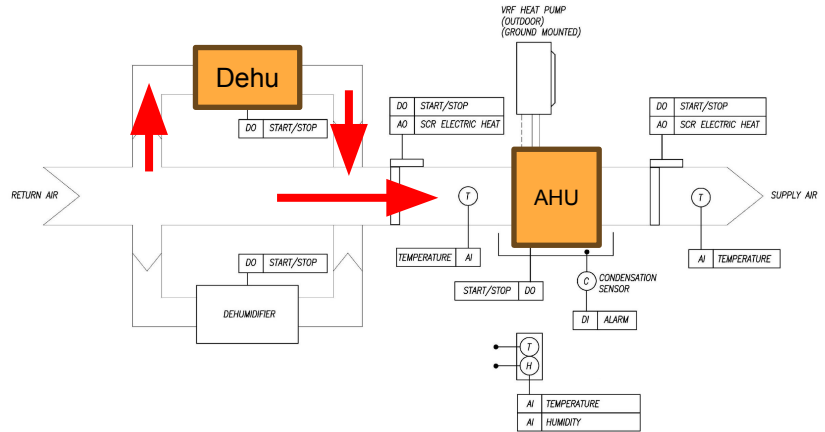 VRF HEAT PUMP
(OUTDOOR)
(GROUND MOUNTED)
Dehu
DO START/STOP
DO START/STOP
AO SCR ELECTRIC HEAT
DO START/STOP
AO SCR ELECTRIC HEAT
RETURN AIR
T
AHU
T
SUPPLY AIR
TEMPERATURE AI
AI TEMPERATURE
DO START/STOP
START/STOP DO
C
CONDENSATION
SENSOR
DEHUMIDIFIER
DI ALARM
T
H
AI TEMPERATURE
AI HUMIDITY